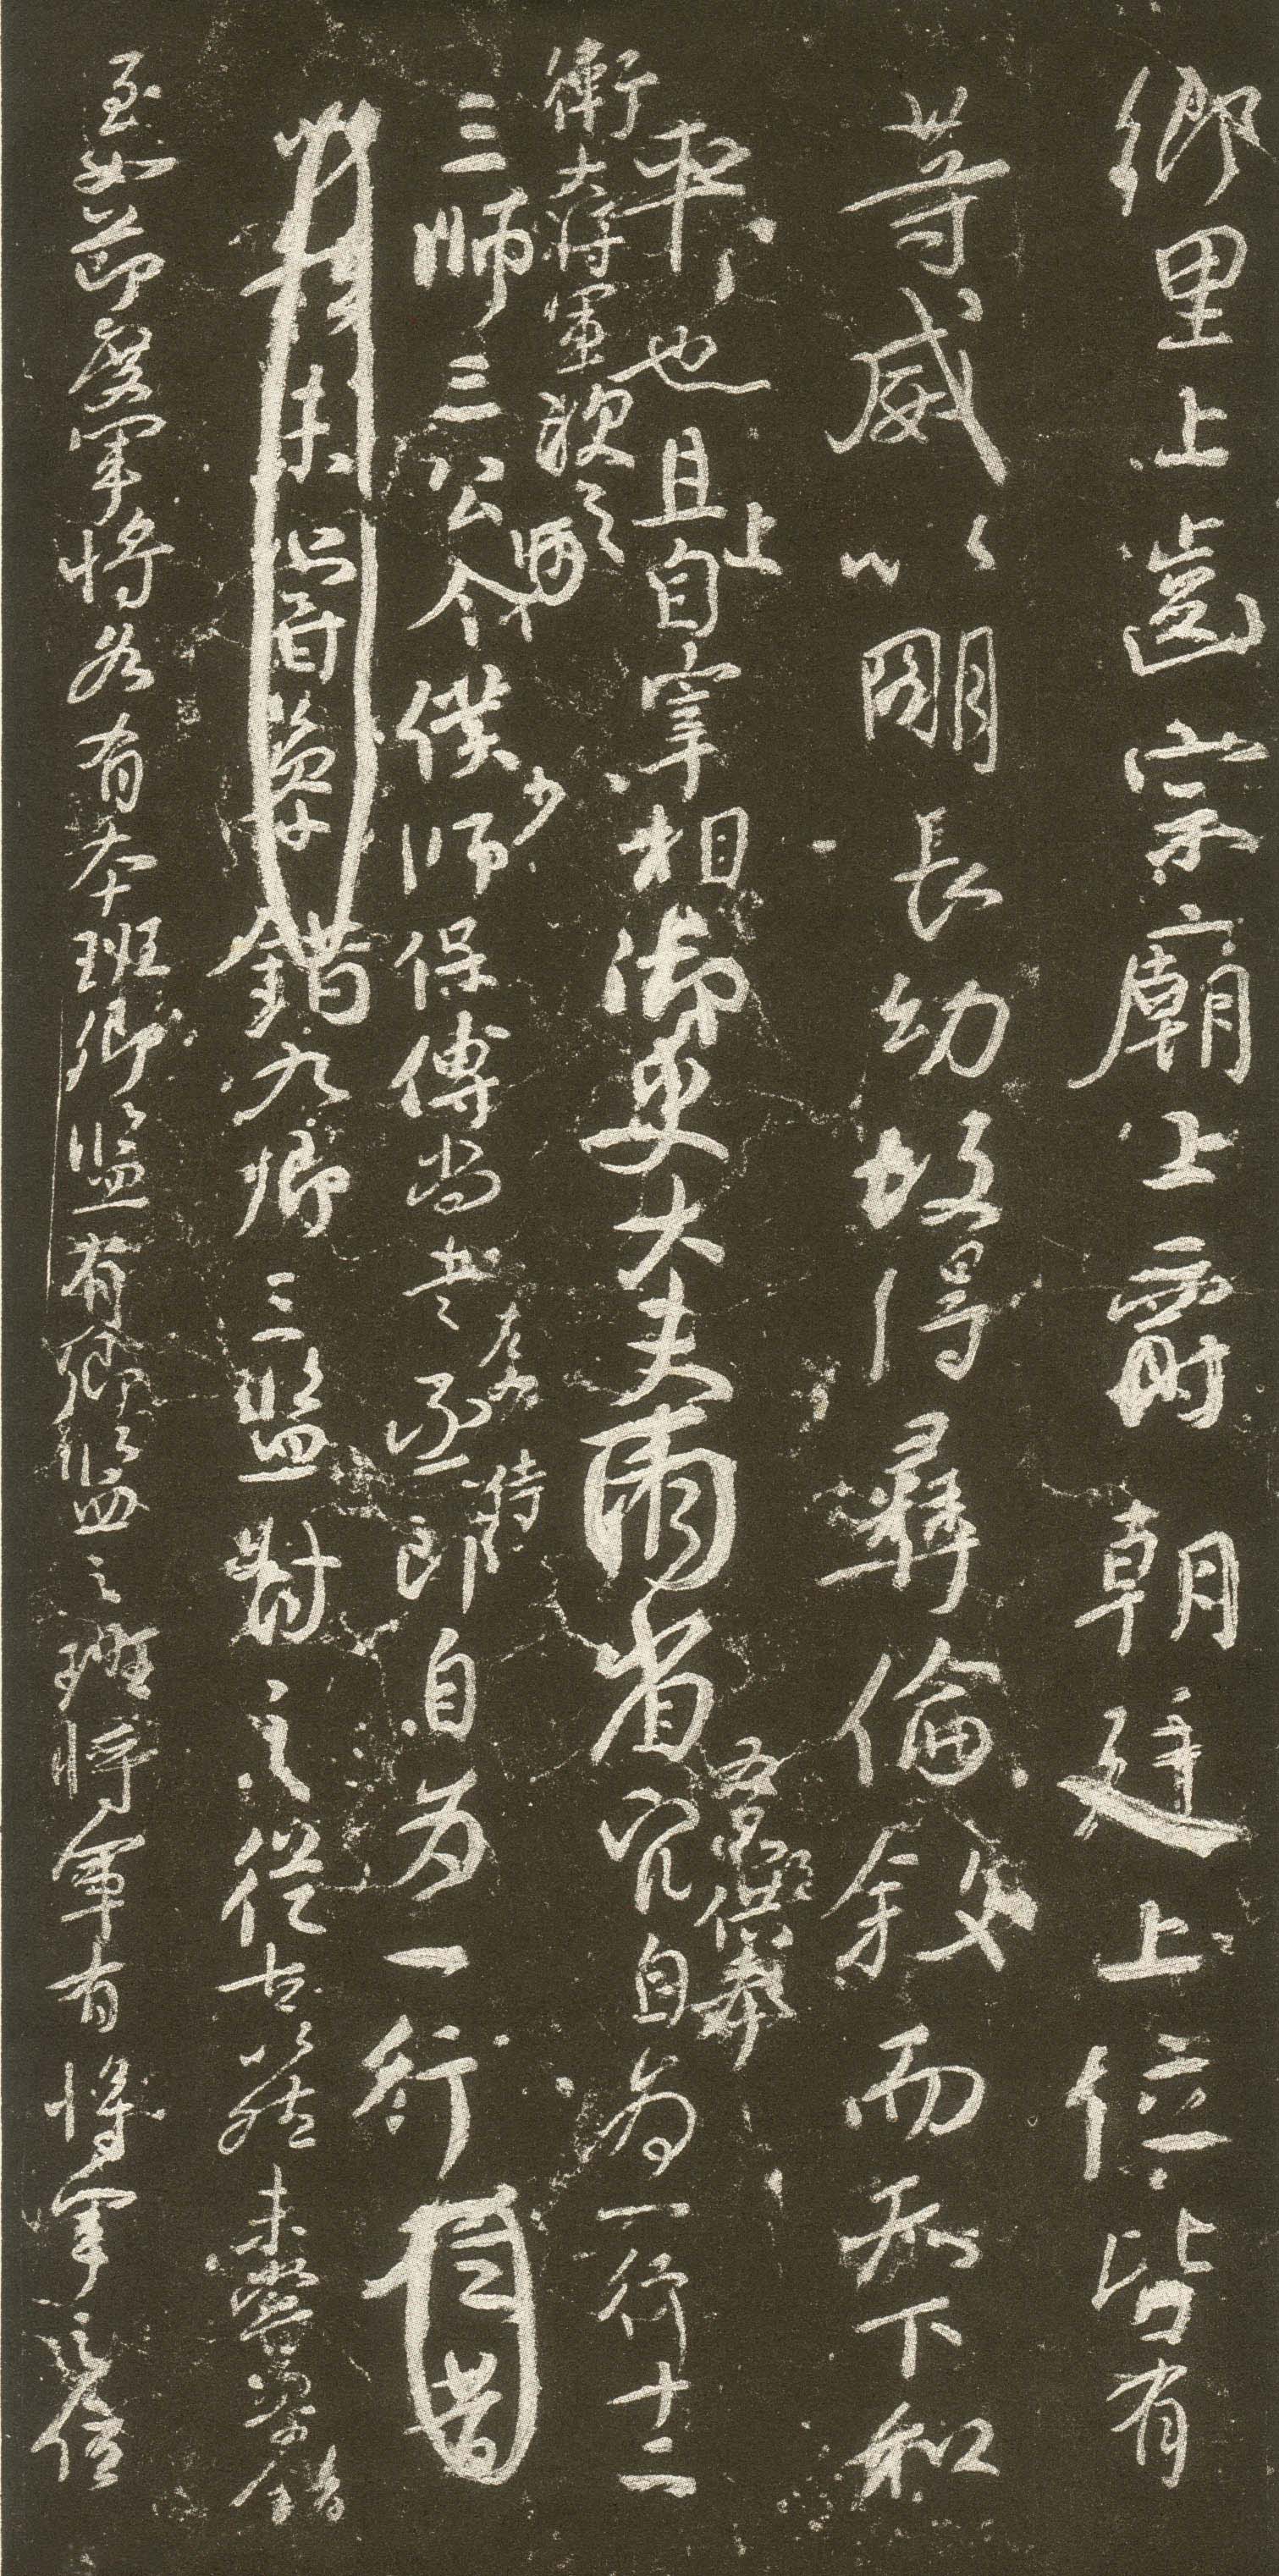 鄉里上齒宗廟上爵朝廷上位皆有
等威以明長幼故得彝倫敘而天下和
平也且上自宰相御史大夫兩省五品以上供奉官自為一行十二
衛大將軍次之
三師三公令僕少師保傅尚書左右丞侍郎自為一行
未嘗參錯九卿三監對之從古以然未嘗參錯
至如節度軍將各有本班卿監有卿監之班將軍有將軍之位